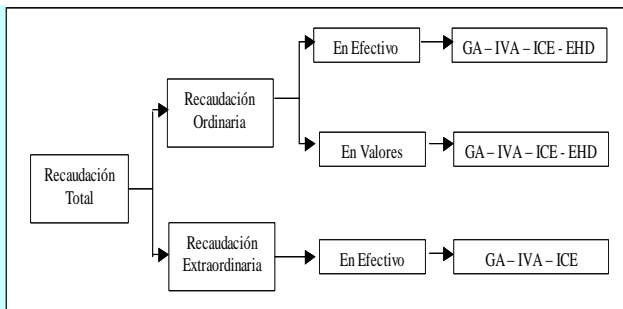 En Efectivo
GA – IVA – ICE - EHD
Recaudación
Ordinaria
En Valores
GA – IVA – ICE - EHD
Recaudación
Total
Recaudación
Extraordinaria
En Efectivo
GA – IVA – ICE